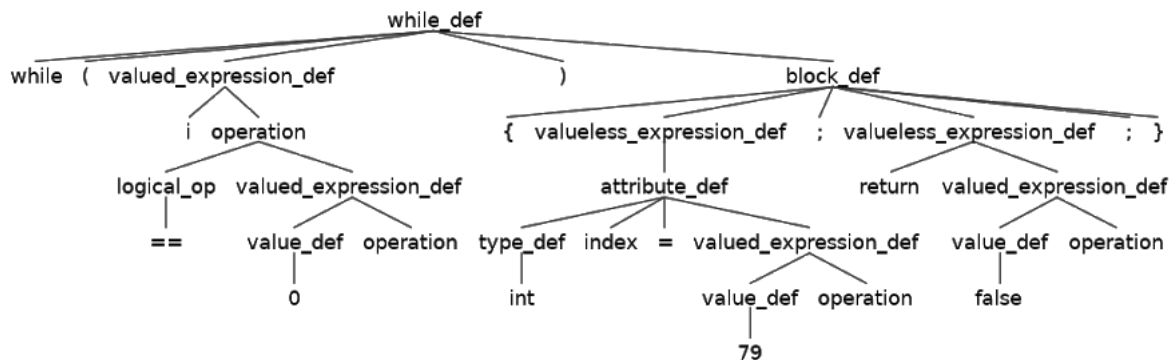 while_def
while ( valued_expression_def ) block_def
i operation { valueless_expression_def ; valueless_expression_def ; }
logical_op valued_expression_def attribute_def return valued_expression_def
== value_def operation type_def index = valued_expression_def value_def operation
0 int value_def operation false
79